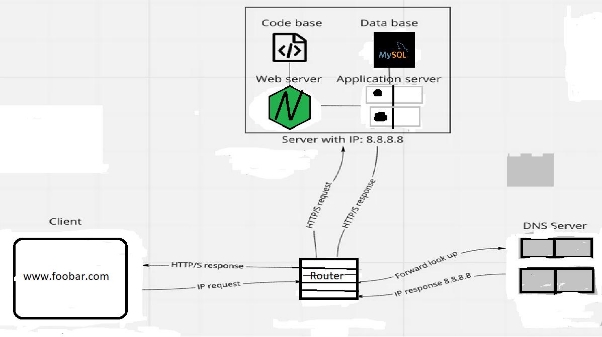 Code base
Data base
MySQL
Web server
Application server
N
Server with IP: 8.8.8.8
HTTP/S request
HTTP/S response
Client
DNS Server
www.foobar.com
HTTP/S response
IP request
Router
Forward look up
IP response 8.8.8.8